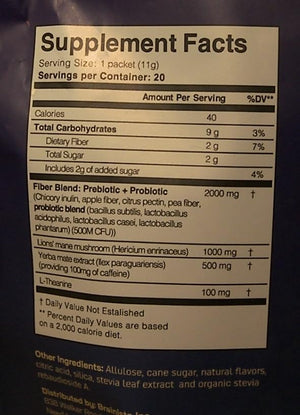 Supplement Facts
Serving Size: 1 packet (11g)
Servings per Container: 20
Amount Per Serving %DV**
Calories 40
Total Carbohydrates 9 g 3%
Dietary Fiber 2 g 7%
Total Sugar 2 g
Includes 2g of added sugar 4%
Fiber Blend: Prebiotic + Probiotic 2000 mg †
(Chicory inulin, apple fiber, citrus pectin, pea fiber,
probiotic blend (bacillus subtilis, lactobacillus
acidophilus, lactobacillus casei, lactobacillus
phantarum) (500M CFU))
Lions' mane mushroom (Hericium enrinaceus) 1000 mg †
Yerba mate extract (Ilex paraguariensis) 500 mg †
(providing 100mg of caffeine)
L-Theanine 100 mg †
† Daily Value Not Estalished
** Percent Daily Values are based
on a 2,000 calorie diet.
Other Ingredients: Allulose, cane sugar, natural flavors,
citric acid, silica, stevia leaf extract and organic stevia
rebaudioside A.
Distributed by: